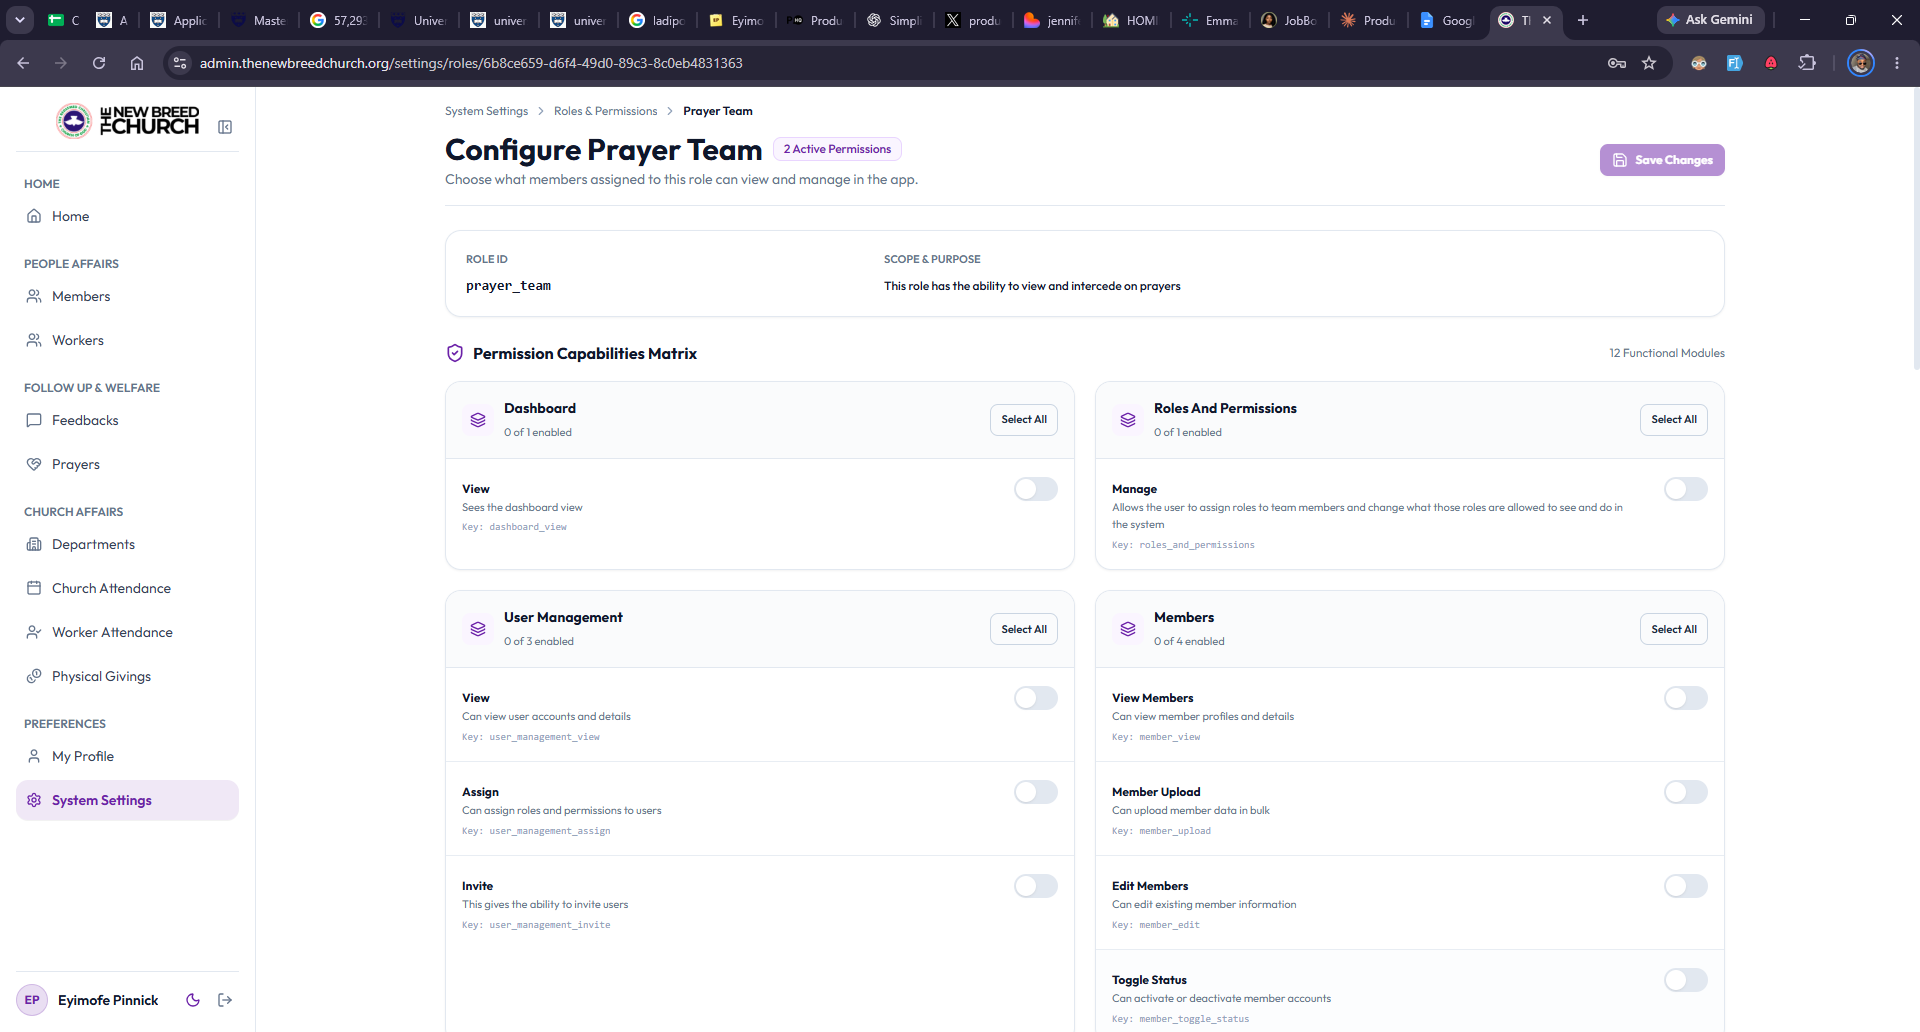 C
A
Applic
Maste
57,293
Univer
univer
univer
ladipo
Eyimo
Produ
Simpli
produ
jennife
HOME
Emma
JobBo
Produ
Googl
Ask Gemini
admin.thenewbreedchurch.org/settings/roles/6b8ce659-d6f4-49d0-89c3-8c0eb4831363
THE NEW BREED CHURCH
HOME
Home
PEOPLE AFFAIRS
Members
Workers
FOLLOW UP & WELFARE
Feedbacks
Prayers
CHURCH AFFAIRS
Departments
Church Attendance
Worker Attendance
Physical Givings
PREFERENCES
My Profile
System Settings
EP Eyimofe Pinnick
System Settings > Roles & Permissions > Prayer Team
Configure Prayer Team 2 Active Permissions
Choose what members assigned to this role can view and manage in the app.
Save Changes
ROLE ID
prayer_team
SCOPE & PURPOSE
This role has the ability to view and intercede on prayers
Permission Capabilities Matrix
12 Functional Modules
Dashboard
0 of 1 enabled
Select All
View
Sees the dashboard view
Key: dashboard_view
Roles And Permissions
0 of 1 enabled
Select All
Manage
Allows the user to assign roles to team members and change what those roles are allowed to see and do in
the system
Key: roles_and_permissions
User Management
0 of 3 enabled
Select All
View
Can view user accounts and details
Key: user_management_view
Assign
Can assign roles and permissions to users
Key: user_management_assign
Invite
This gives the ability to invite users
Key: user_management_invite
Members
0 of 4 enabled
Select All
View Members
Can view member profiles and details
Key: member_view
Member Upload
Can upload member data in bulk
Key: member_upload
Edit Members
Can edit existing member information
Key: member_edit
Toggle Status
Can activate or deactivate member accounts
Key: member_toggle_status